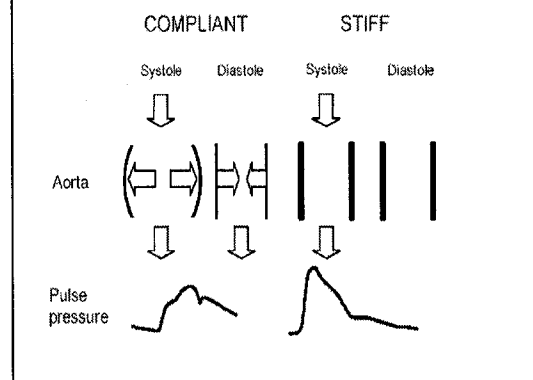 COMPLIANT STIFF
Systole Diastole Systole Diastole
Aorta
Pulse
pressure